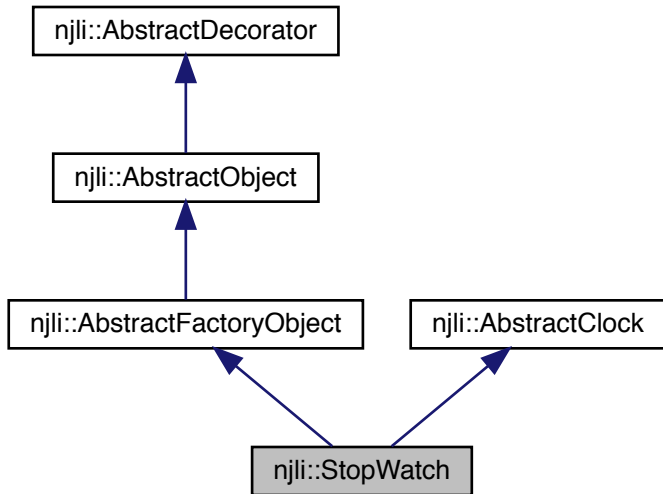 njli::AbstractDecorator
njli::AbstractObject
njli::AbstractFactoryObject
njli::AbstractClock
njli::StopWatch